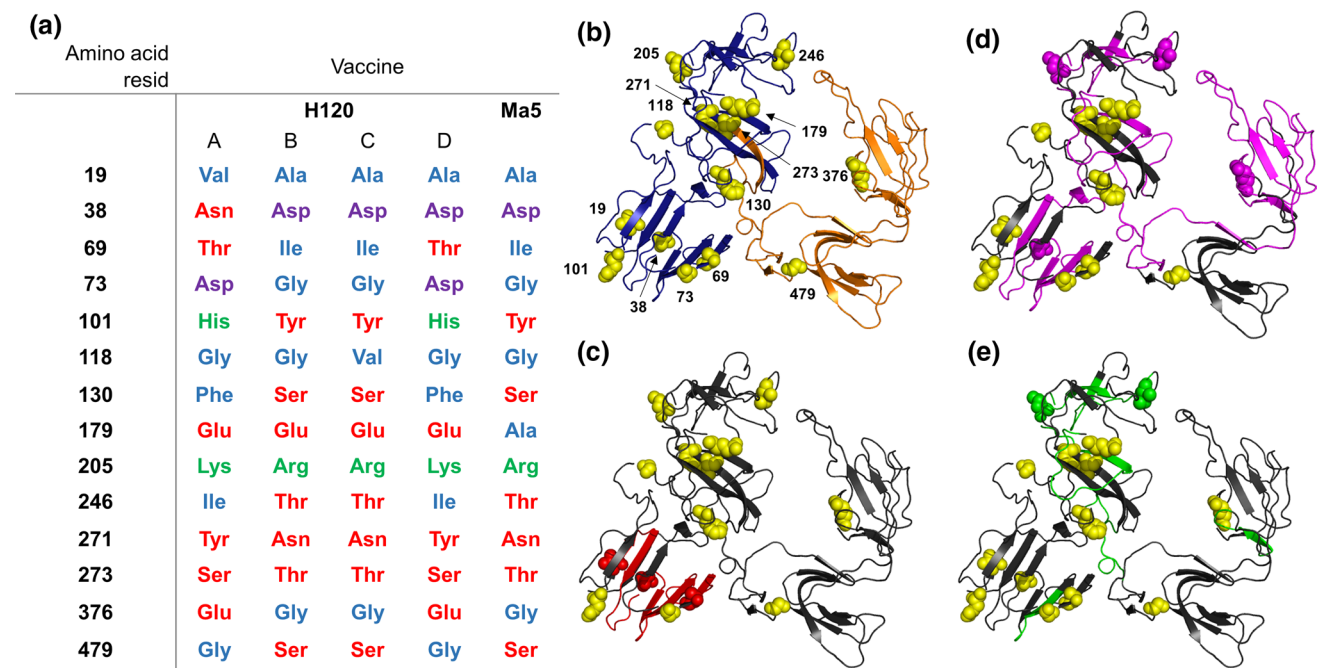 (a)
Amino acid
resid
Vaccine
H120 Ma5
A B C D
19 Val Ala Ala Ala Ala
38 Asn Asp Asp Asp Asp
69 Thr Ile Ile Thr Ile
73 Asp Gly Gly Asp Gly
101 His Tyr Tyr His Tyr
118 Gly Gly Val Gly Gly
130 Phe Ser Ser Phe Ser
179 Glu Glu Glu Glu Ala
205 Lys Arg Arg Lys Arg
246 Ile Thr Thr Ile Thr
271 Tyr Asn Asn Tyr Asn
273 Ser Thr Thr Ser Thr
376 Glu Gly Gly Glu Gly
479 Gly Ser Ser Gly Ser
(b)
205
246
271
118
179
273
376
130
19
101
38
73
69
479
(c)
(d)
(e)